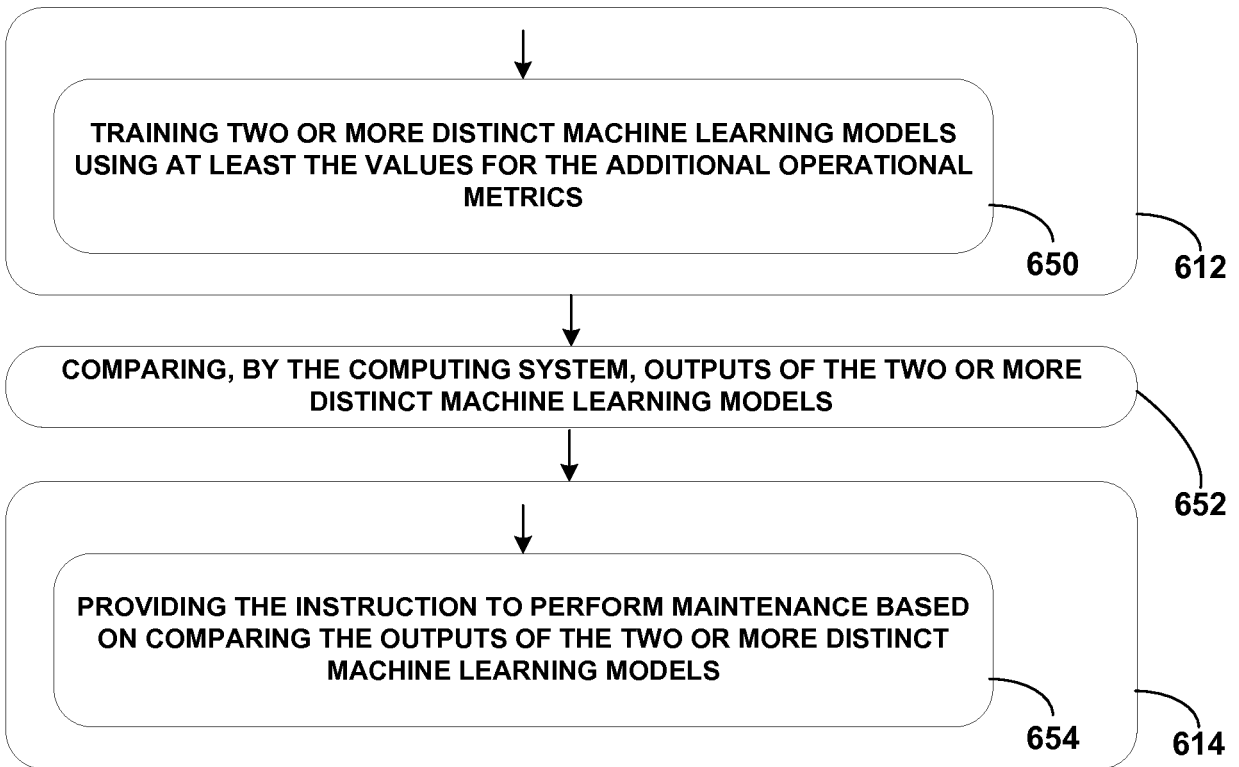 TRAINING TWO OR MORE DISTINCT MACHINE LEARNING MODELS
USING AT LEAST THE VALUES FOR THE ADDITIONAL OPERATIONAL
METRICS
650
612
COMPARING, BY THE COMPUTING SYSTEM, OUTPUTS OF THE TWO OR MORE
DISTINCT MACHINE LEARNING MODELS
652
PROVIDING THE INSTRUCTION TO PERFORM MAINTENANCE BASED
ON COMPARING THE OUTPUTS OF THE TWO OR MORE DISTINCT
MACHINE LEARNING MODELS
654
614